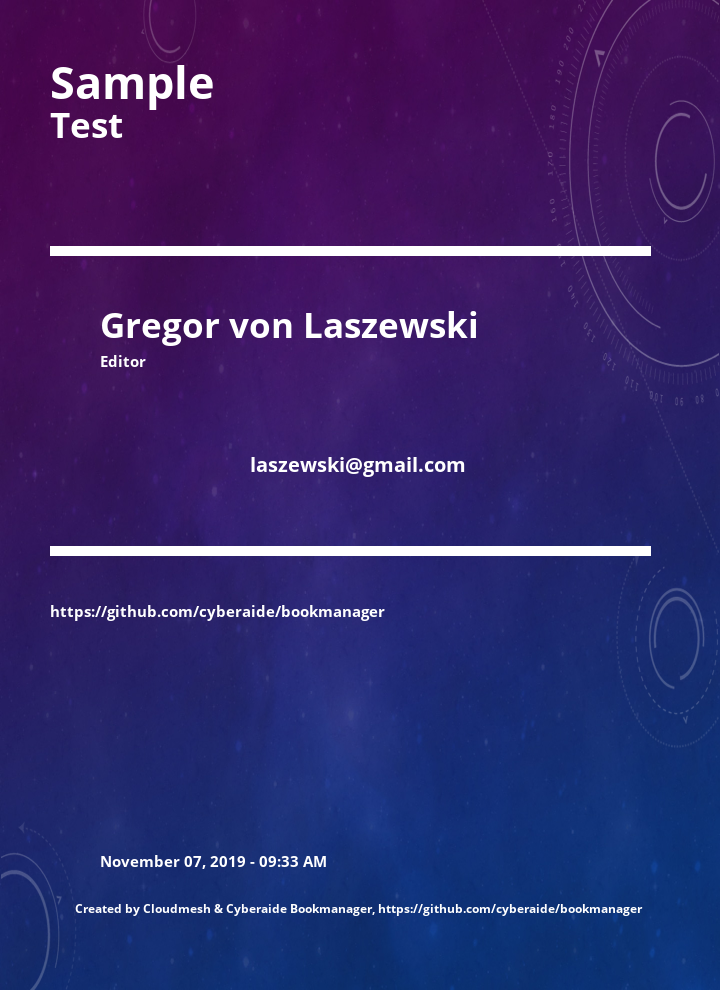 Sample
Test
Gregor von Laszewski
Editor
laszewski@gmail.com
https://github.com/cyberaide/bookmanager
November 07, 2019 - 09:33 AM
Created by Cloudmesh & Cyberaide Bookmanager, https://github.com/cyberaide/bookmanager